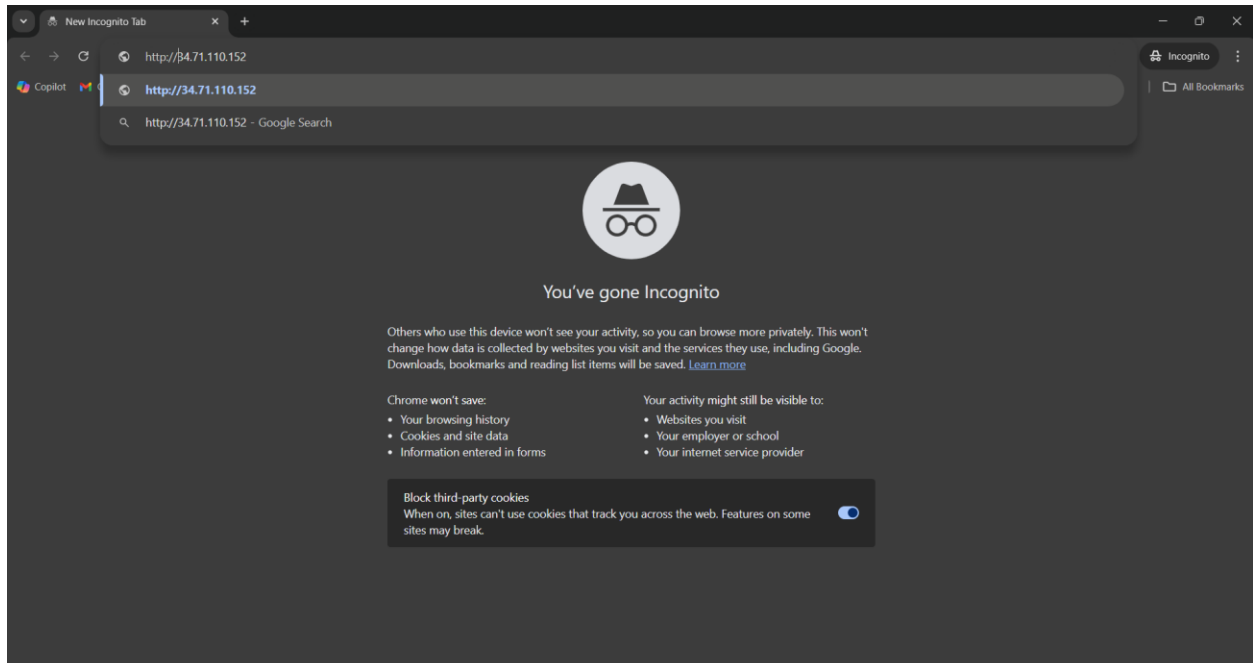 New Incognito Tab
http://34.71.110.152
Incognito
Copilot
http://34.71.110.152
All Bookmarks
http://34.71.110.152 - Google Search
You've gone Incognito
Others who use this device won't see your activity, so you can browse more privately. This won't
change how data is collected by websites you visit and the services they use, including Google.
Downloads, bookmarks and reading list items will be saved. Learn more
Chrome won't save:
• Your browsing history
• Cookies and site data
• Information entered in forms
Your activity might still be visible to:
• Websites you visit
• Your employer or school
• Your internet service provider
Block third-party cookies
When on, sites can't use cookies that track you across the web. Features on some
sites may break.